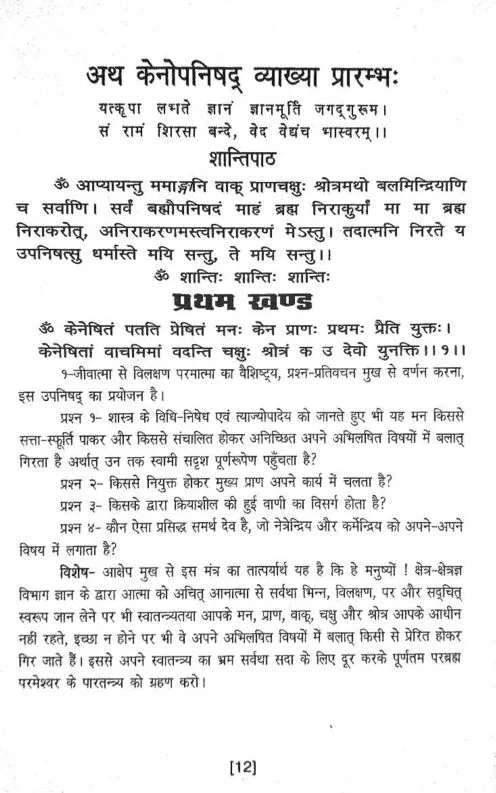 अथ केनोपनिषद् व्याख्या प्रारम्भः
यत्कृपा लभते ज्ञानं ज्ञानमूर्ति जगद्गुरूम।
सं रामं शिरसा बन्दे, वेद वेद्यंच भास्वरम्।।
शान्तिपाठ
ॐ आप्यायन्तु ममाङ्गनि वाक् प्राणचक्षुः श्रोत्रमथो बलमिन्द्रियाणि
च सर्वाणि। सर्वं बह्मौपनिषदं माहं ब्रह्म निराकुर्यां मा मा ब्रह्म
निराकरोत्, अनिराकरणमस्त्वनिराकरणं मेऽस्तु। तदात्मनि निरते य
उपनिषत्सु धर्मास्ते मयि सन्तु, ते मयि सन्तु।।
ॐ शान्तिः शान्तिः शान्तिः
प्रथम खण्ड
ॐ केनेषितं पतति प्रेषितं मनः केन प्राणः प्रथमः प्रैति युक्तः।
केनेषितां वाचमिमां वदन्ति चक्षुः श्रोत्रं क उ देवो युनक्ति।।१।।
१-जीवात्मा से विलक्षण परमात्मा का वैशिष्ट्य, प्रश्न-प्रतिवचन मुख से वर्णन करना,
इस उपनिषद् का प्रयोजन है।
प्रश्न १- शास्त्र के विधि-निषेध एवं त्याज्योपादेय को जानते हुए भी यह मन किससे
सत्ता-स्फूर्ति पाकर और किससे संचालित होकर अनिच्छित अपने अभिलषित विषयों में बलात्
गिरता है अर्थात् उन तक स्वामी सदृश पूर्णरूपेण पहुँचता है?
प्रश्न २- किससे नियुक्त होकर मुख्य प्राण अपने कार्य में चलता है?
प्रश्न ३- किसके द्वारा क्रियाशील की हुई वाणी का विसर्ग होता है?
प्रश्न ४- कौन ऐसा प्रसिद्ध समर्थ देव है, जो नेत्रेन्द्रिय और कर्मेन्द्रिय को अपने-अपने
विषय में लगाता है?
विशेष- आक्षेप मुख से इस मंत्र का तात्पर्यार्थ यह है कि हे मनुष्यों ! क्षेत्र-क्षेत्रज्ञ
विभाग ज्ञान के द्वारा आत्मा को अचित् आनात्मा से सर्वथा भिन्न, विलक्षण, पर और सद्चित्
स्वरूप जान लेने पर भी स्वातन्त्र्यतया आपके मन, प्राण, वाक्, चक्षु और श्रोत्र आपके आधीन
नहीं रहते, इच्छा न होने पर भी वे अपने अभिलषित विषयों में बलात् किसी से प्रेरित होकर
गिर जाते हैं। इससे अपने स्वातन्त्र्य का भ्रम सर्वथा सदा के लिए दूर करके पूर्णतम परब्रह्म
परमेश्वर के पारतन्त्र्य को ग्रहण करो।
[12]